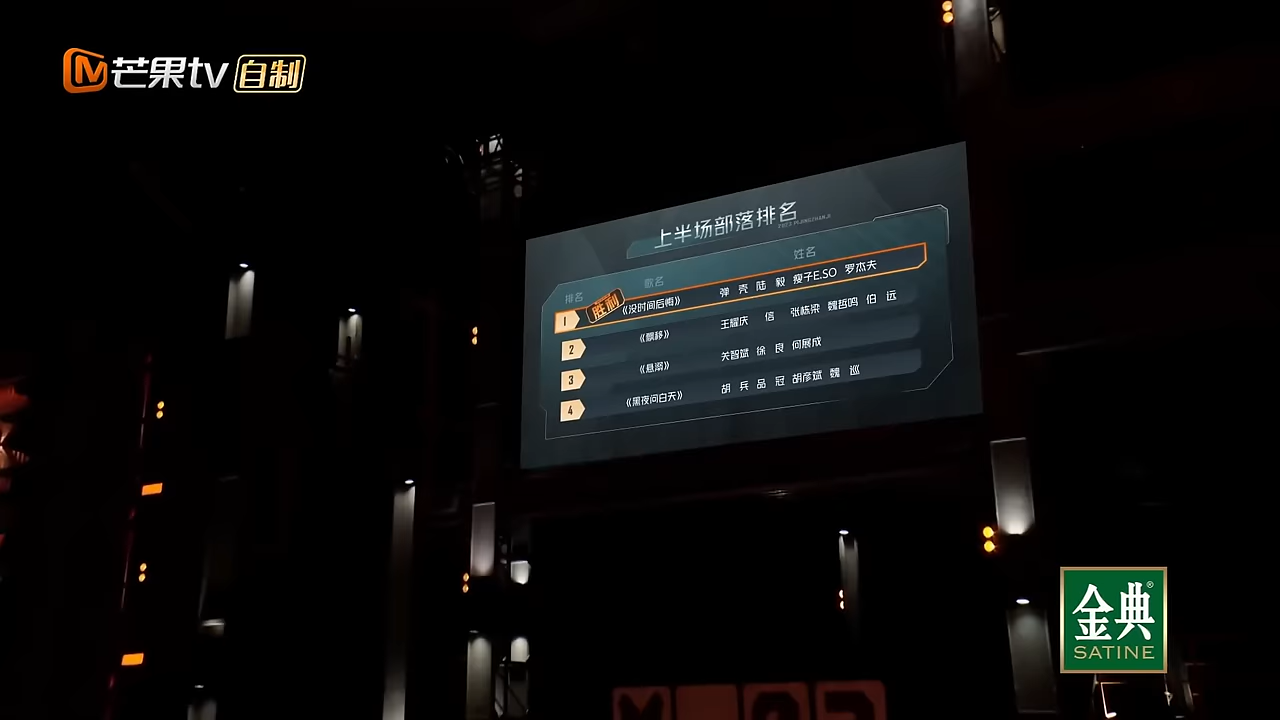 芒果tv 自制
上半场部落排名
排名 歌名 姓名
1 胜利 《没时间后悔》 弹壳 陆毅 瘦子E.SO 罗杰夫
2 《飘移》 王耀庆 信 张栋梁 魏哲鸣 伯远
3 《悬溺》 关智斌 徐良 何展成
4 《黑夜问白天》 胡兵 品冠 胡彦斌 魏巡
金典®
SATINE